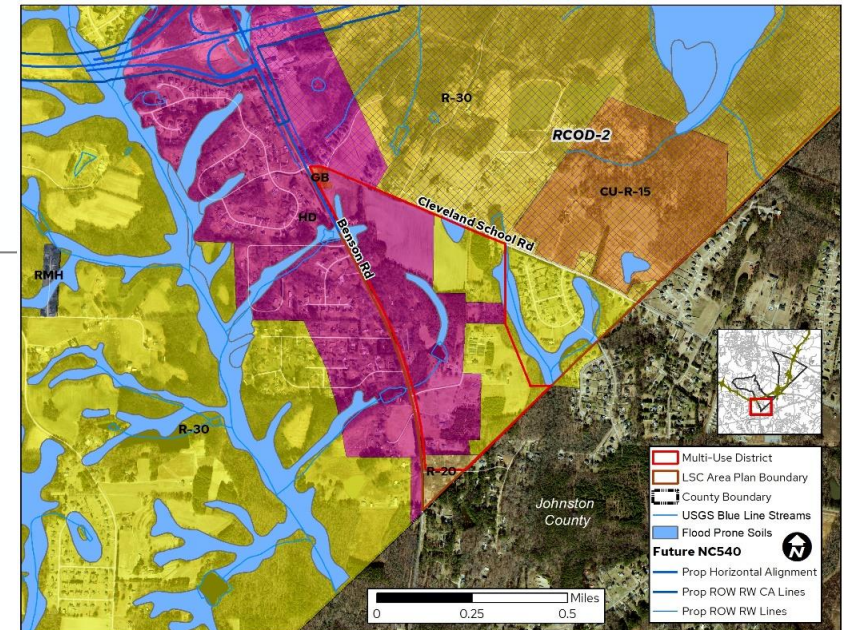 R-30
RCOD-2
CU-R-15
GB
Cleveland School Rd
HD
Benson Rd
RMH
R-30
R-20
Johnston
County
Multi-Use District
LSC Area Plan Boundary
County Boundary
USGS Blue Line Streams
Flood Prone Soils
Future NC540
N
Prop Horizontal Alignment
Prop ROW RW CA Lines
Prop ROW RW Lines
Miles
0 0.25 0.5